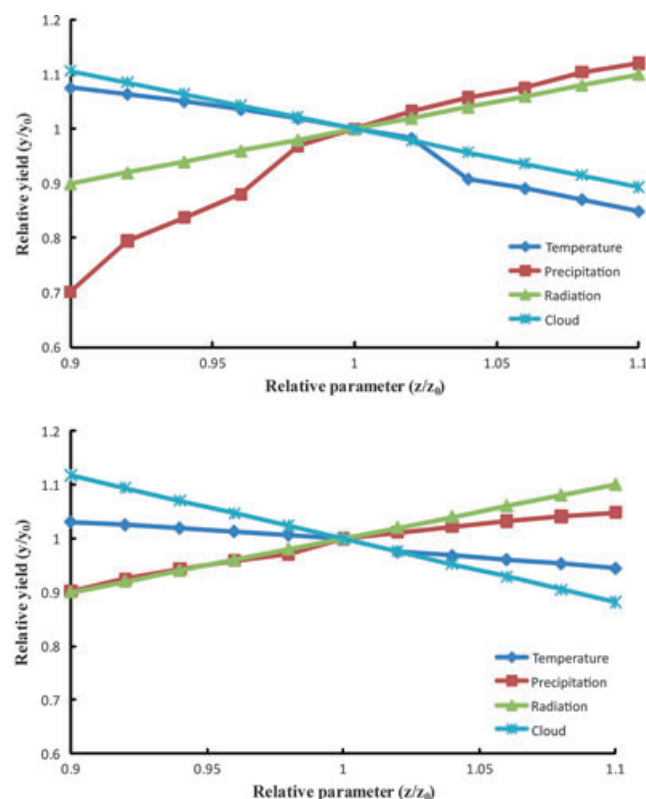 1.2
1.1
1
0.9
0.8
0.7
0.6
Relative yield (y/y₀)
Temperature
Precipitation
Radiation
Cloud
0.9 0.95 1 1.05 1.1
Relative parameter (z/z₀)
1.2
1.1
1
0.9
0.8
0.7
0.6
Relative yield (y/y₀)
Temperature
Precipitation
Radiation
Cloud
0.9 0.95 1 1.05 1.1
Relative parameter (z/z₀)